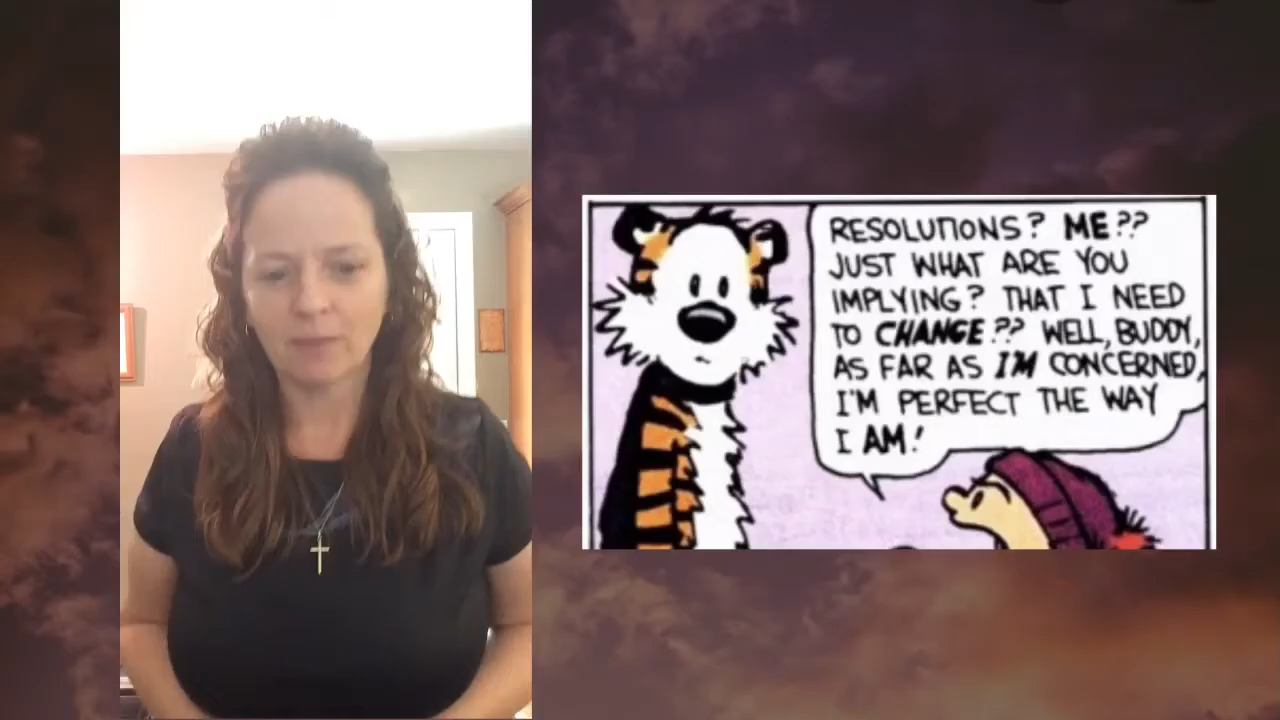 RESOLUTIONS? ME??
JUST WHAT ARE YOU
IMPLYING? THAT I NEED
TO CHANGE?? WELL, BUDDY,
AS FAR AS I'M CONCERNED,
I'M PERFECT THE WAY
I AM!